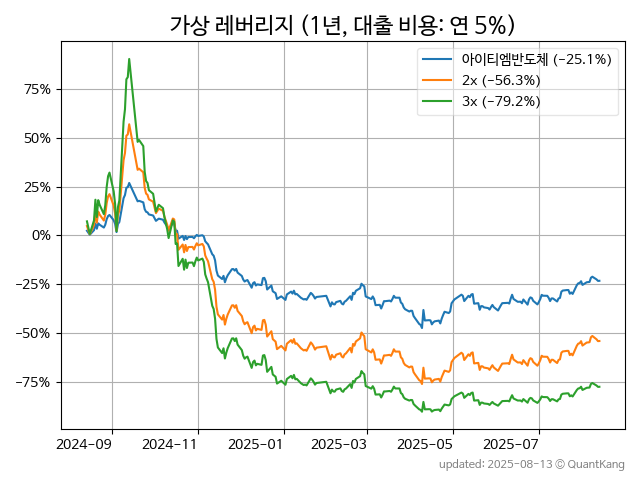 가상 레버리지 (1년, 대출 비용: 연 5%)
아이티엠반도체 (−25.1%)
2x (−56.3%)
3x (−79.2%)
75%
50%
25%
0%
−25%
−50%
−75%
2024-09 2024-11 2025-01 2025-03 2025-05 2025-07
updated: 2025-08-13 © QuantKang